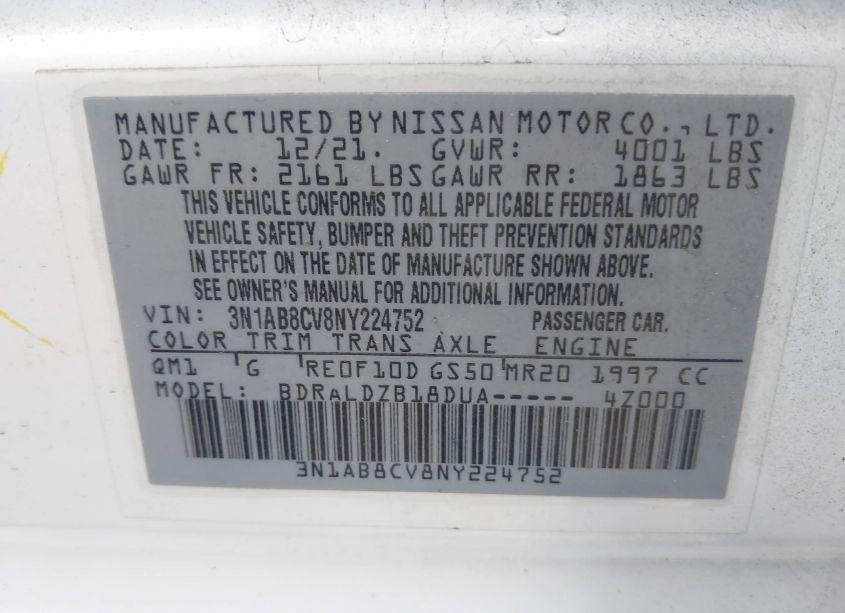 MANUFACTURED BY NISSAN MOTOR CO., LTD.
DATE: 12/21. GVWR: 4001 LBS
GAWR FR: 2161 LBS GAWR RR: 1863 LBS
THIS VEHICLE CONFORMS TO ALL APPLICABLE FEDERAL MOTOR
VEHICLE SAFETY, BUMPER AND THEFT PREVENTION STANDARDS
IN EFFECT ON THE DATE OF MANUFACTURE SHOWN ABOVE.
SEE OWNER'S MANUAL FOR ADDITIONAL INFORMATION.
VIN: 3N1AB8CV8NY224752 PASSENGER CAR.
COLOR TRIM TRANS AXLE ENGINE
QM1 G RE0F10D GS50 MR20 1997 CC
MODEL: BDRALDZB18DUA----- 4Z000
3N1AB8CV8NY224752